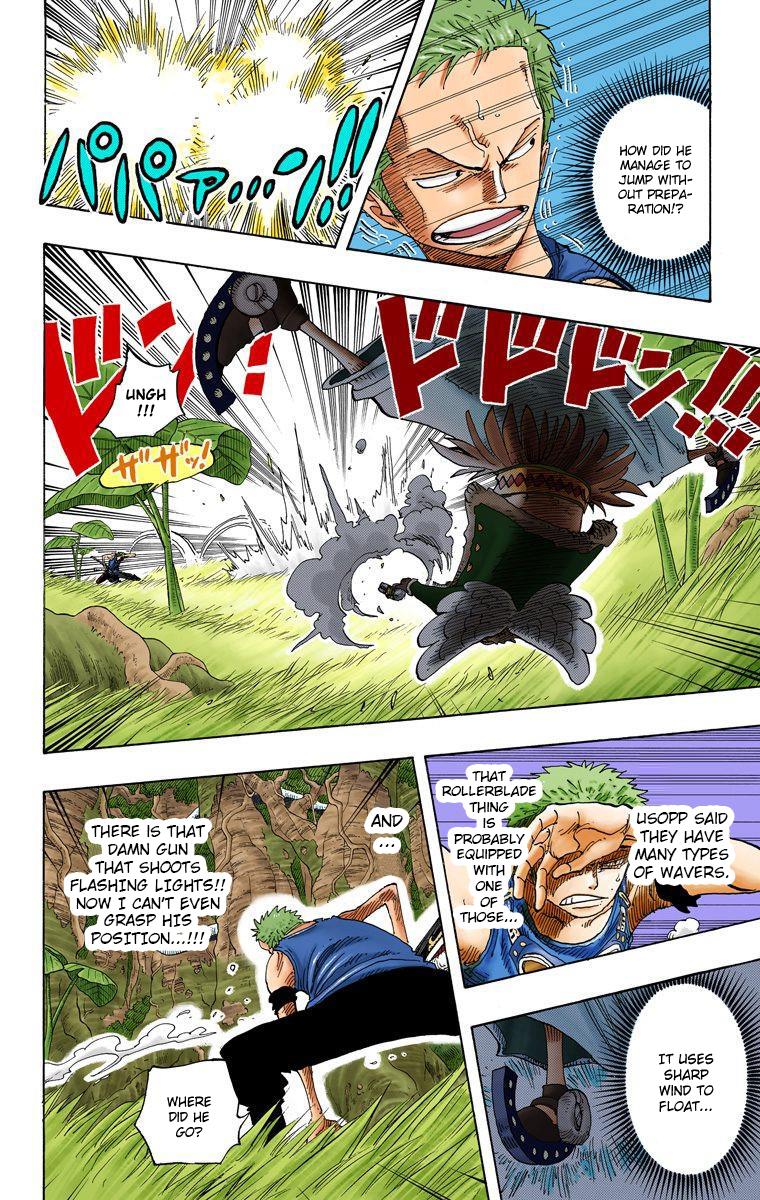 HOW DID HE
MANAGE TO
JUMP WITH-
OUT PREPA-
RATION!?
パパァ…ン!!
ドドドン!!!
ドン!
UNGH
!!!
ザザッ!
USOPP SAID
THEY HAVE
MANY TYPES
OF WAVERS.
THAT
ROLLERBLADE
THING
IS
PROBABLY
EQUIPPED
WITH
ONE
OF
THOSE...
IT USES
SHARP
WIND TO
FLOAT...
AND
...
THERE IS THAT
DAMN GUN
THAT SHOOTS
FLASHING LIGHTS!!
NOW I CAN'T EVEN
GRASP HIS
POSITION...!!!
WHERE
DID HE
GO?